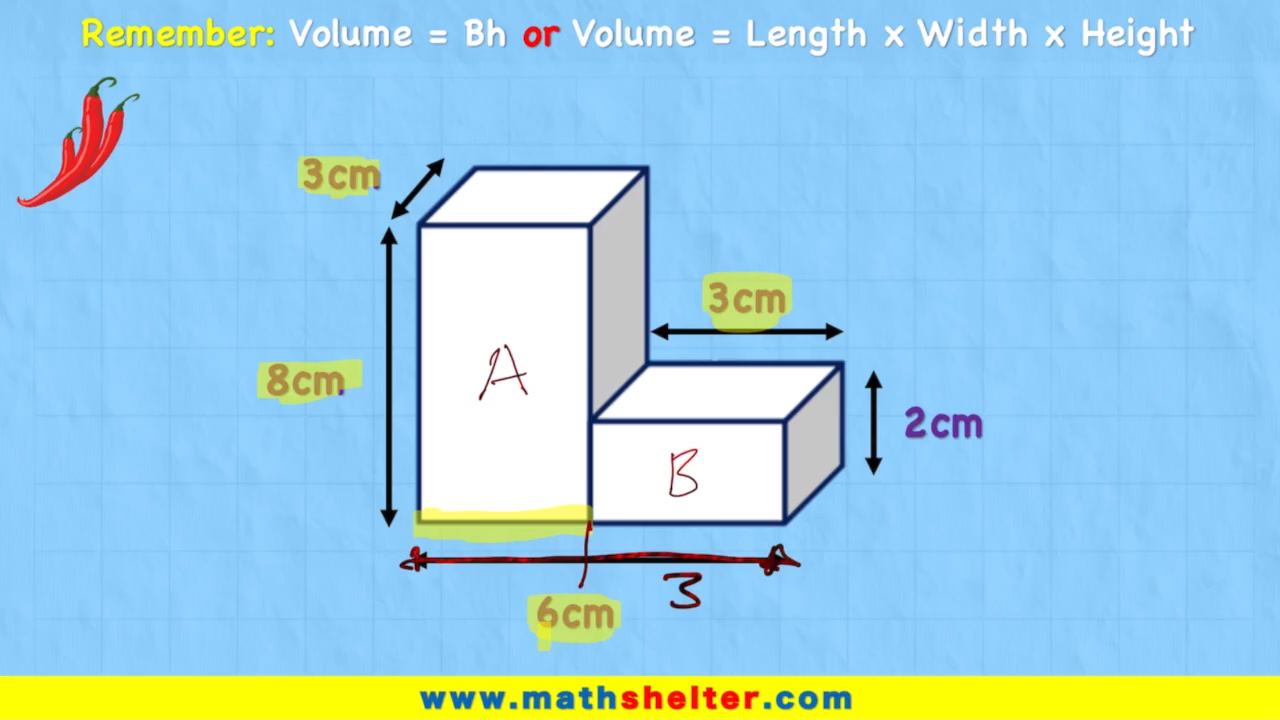 Remember: Volume = Bh or Volume = Length x Width x Height
3cm
3cm
8cm
A
2cm
B
3
6cm
www.mathshelter.com